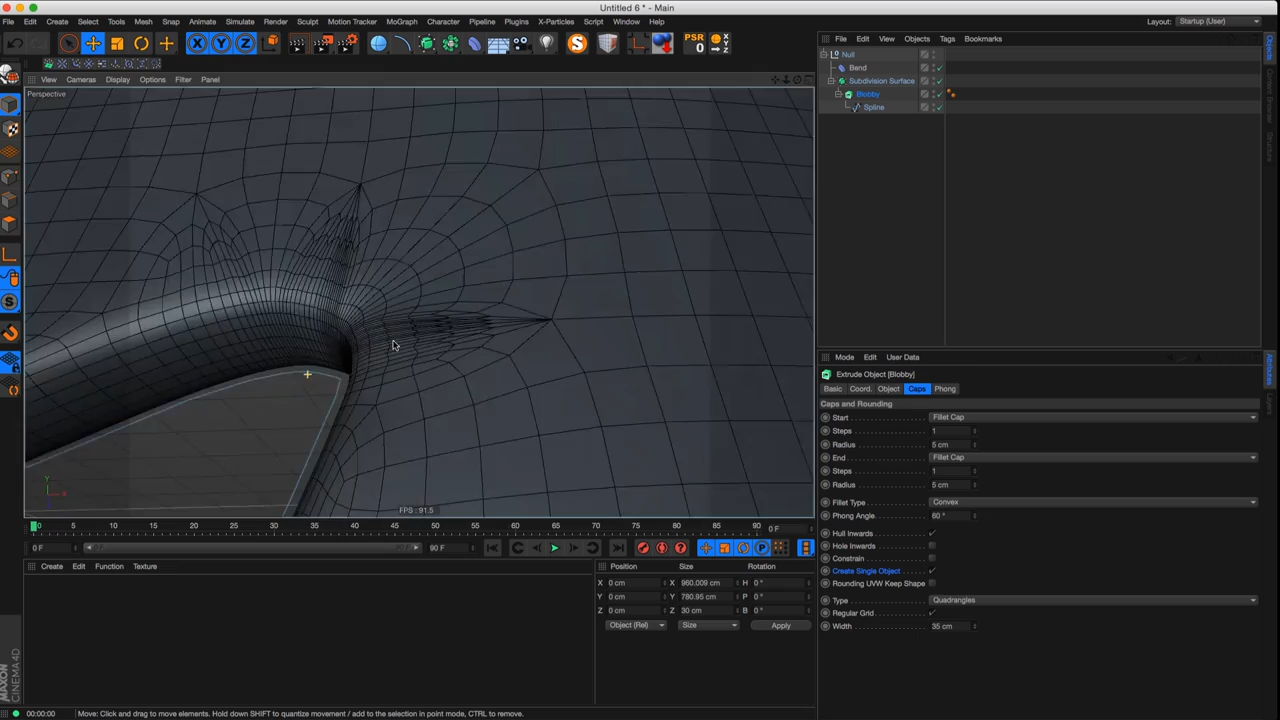 Untitled 6 * - Main
File Edit Create Select Tools Mesh Snap Animate Simulate Render Sculpt Motion Tracker MoGraph Character Pipeline Plugins X-Particles Script Window Help
Layout: Startup (User)
X Y Z PSR 0
File Edit View Objects Tags Bookmarks
Null
Bend
Subdivision Surface
Blobby
Spline
Objects
Content Browser
Structure
View Cameras Display Options Filter Panel
Perspective
Y
X
FPS : 91.5
Mode Edit User Data
Extrude Object [Blobby]
Basic Coord. Object Caps Phong
Caps and Rounding
Start Fillet Cap
Steps 1
Radius 5 cm
End Fillet Cap
Steps 1
Radius 5 cm
Fillet Type Convex
Phong Angle 60 °
Hull Inwards
Hole Inwards
Constrain
Create Single Object
Rounding UVW Keep Shape
Type Quadrangles
Regular Grid
Width 35 cm
Attributes
Layers
0 5 10 15 20 25 30 35 40 45 50 55 60 65 70 75 80 85 90 0 F
0 F 90 F 90 F
Create Edit Function Texture
Position Size Rotation
X 0 cm X 960.009 cm H 0 °
Y 0 cm Y 780.95 cm P 0 °
Z 0 cm Z 30 cm B 0 °
Object (Rel) Size Apply
MAXON
CINEMA 4D
00:00:00 Move: Click and drag to move elements. Hold down SHIFT to quantize movement / add to the selection in point mode, CTRL to remove.